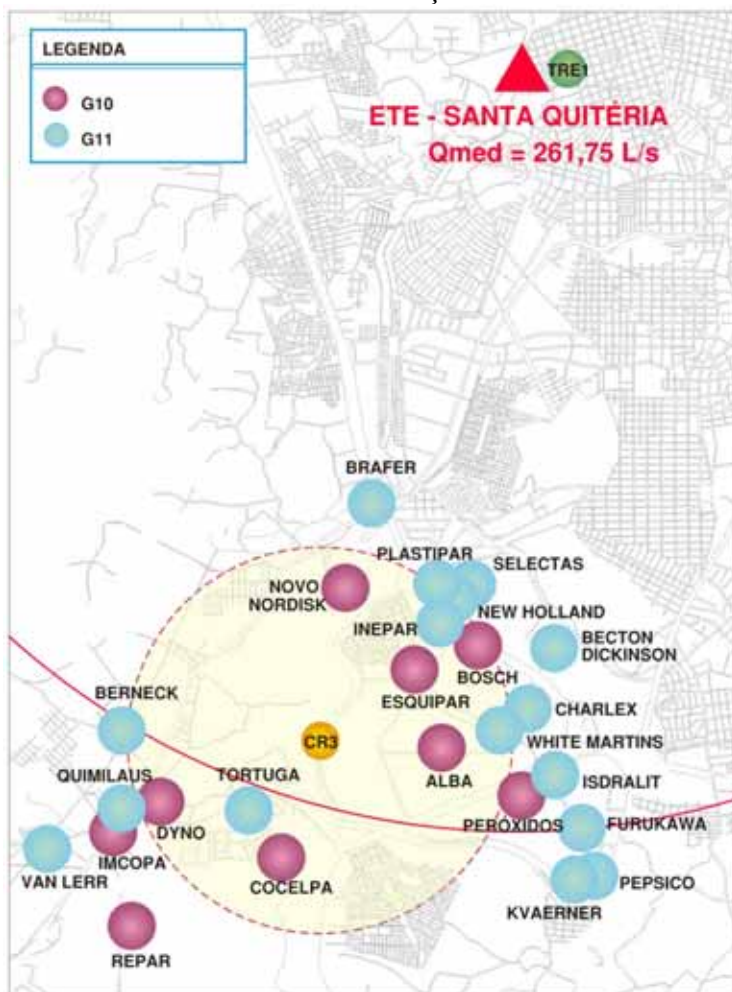 LEGENDA
G10
G11
TRE1
ETE - SANTA QUITÉRIA
Qmed = 261,75 L/s
BRAFER
PLASTIPAR
SELECTAS
NOVO
NORDISK
NEW HOLLAND
INEPAR
BECTON
DICKINSON
BOSCH
ESQUIPAR
BERNECK
CHARLEX
CR3
WHITE MARTINS
ALBA
QUIMILAUS
TORTUGA
ISDRALIT
DYNO
PERÓXIDOS
FURUKAWA
IMCOPA
VAN LERR
COCELPA
PEPSICO
KVAERNER
REPAR